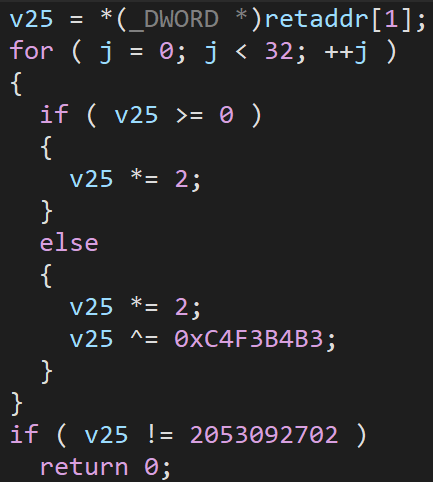 v25 = *(_DWORD *)retaddr[1];
for ( j = 0; j < 32; ++j )
{
if ( v25 >= 0 )
{
v25 *= 2;
}
else
{
v25 *= 2;
v25 ^= 0xC4F3B4B3;
}
}
if ( v25 != 2053092702 )
return 0;